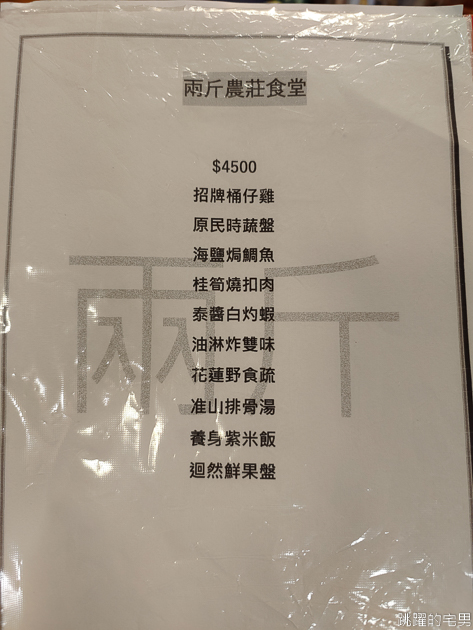 兩斤農莊食堂
$4500
招牌桶仔雞
原民時蔬盤
海鹽焗鯛魚
桂筍燒扣肉
泰醬白灼蝦
油淋炸雙味
花蓮野食疏
准山排骨湯
養身紫米飯
迴然鮮果盤
兩斤
跳躍的宅男